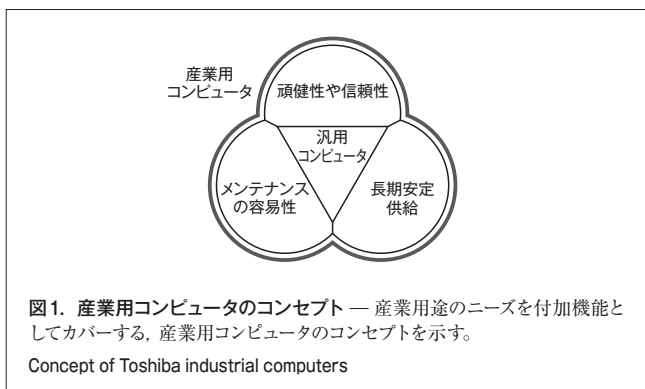 産業用
コンピュータ
頑健性や信頼性
汎用
コンピュータ
メンテナンス
の容易性
長期安定
供給
図1. 産業用コンピュータのコンセプト — 産業用途のニーズを付加機能と
してカバーする, 産業用コンピュータのコンセプトを示す。
Concept of Toshiba industrial computers